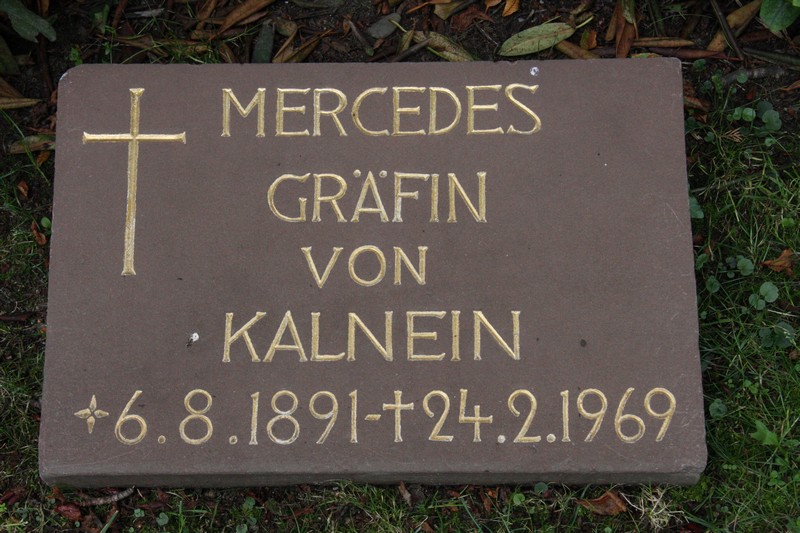 MERCEDES
GRÄFIN
VON
KALNEIN
6.8.1891-†24.2.1969